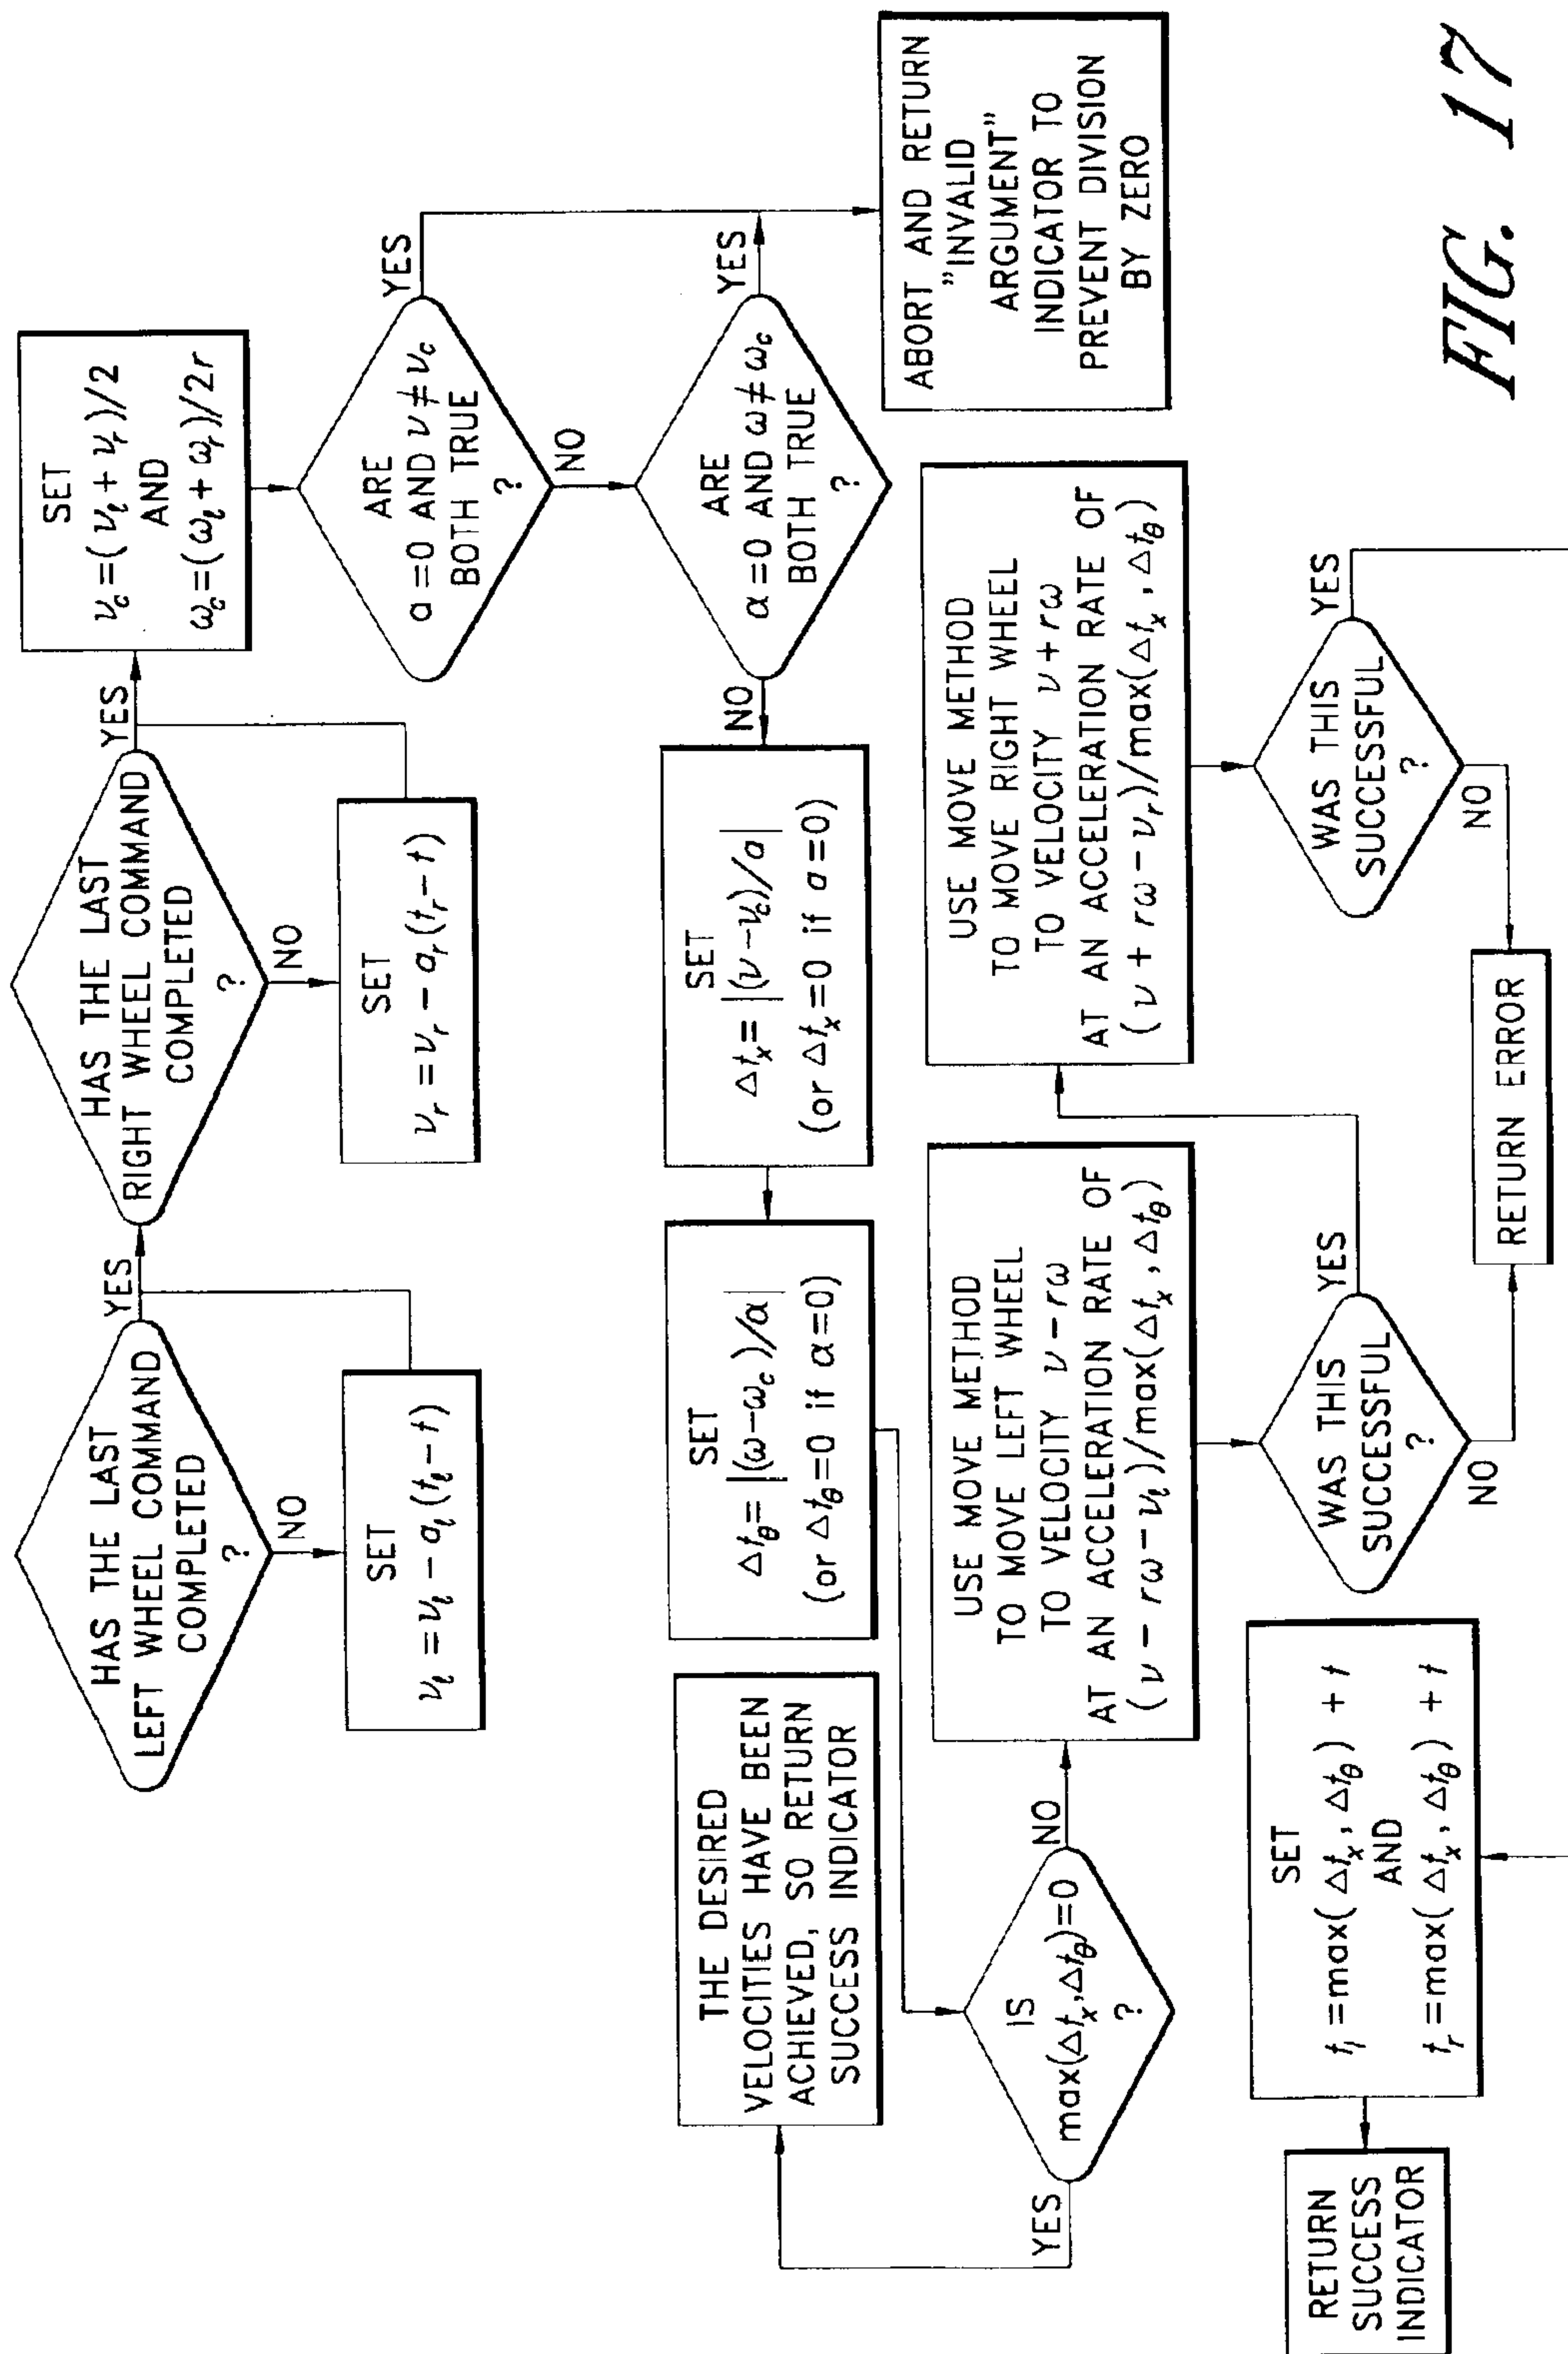 HAS THE LAST
LEFT WHEEL COMMAND
COMPLETED
?
YES
NO
SET
ν_ℓ = ν_ℓ − a_ℓ (t_ℓ − t)
HAS THE LAST
RIGHT WHEEL COMMAND
COMPLETED
?
YES
NO
SET
ν_r = ν_r − a_r (t_r − t)
SET
ν_c = (ν_ℓ + ν_r)/2
AND
ω_c = (ω_ℓ + ω_r)/2r
ARE
a = 0 AND ν ≠ ν_c
BOTH TRUE
?
YES
NO
ARE
α = 0 AND ω ≠ ω_c
BOTH TRUE
?
YES
NO
ABORT AND RETURN
"INVALID
ARGUMENT"
INDICATOR TO
PREVENT DIVISION
BY ZERO
SET
Δt_x = |(ν − ν_c)/a|
(or Δt_x = 0 if a = 0)
SET
Δt_θ = |(ω − ω_c)/α|
(or Δt_θ = 0 if α = 0)
THE DESIRED
VELOCITIES HAVE BEEN
ACHIEVED, SO RETURN
SUCCESS INDICATOR
IS
max(Δt_x, Δt_θ) = 0
?
YES
NO
USE MOVE METHOD
TO MOVE LEFT WHEEL
TO VELOCITY ν − rω
AT AN ACCELERATION RATE OF
(ν − rω − ν_ℓ)/max(Δt_x, Δt_θ)
WAS THIS
SUCCESSFUL
?
YES
NO
USE MOVE METHOD
TO MOVE RIGHT WHEEL
TO VELOCITY ν + rω
AT AN ACCELERATION RATE OF
(ν + rω − ν_r)/max(Δt_x, Δt_θ)
WAS THIS
SUCCESSFUL
?
YES
NO
RETURN ERROR
SET
t_l = max(Δt_x, Δt_θ) + t
AND
t_r = max(Δt_x, Δt_θ) + t
RETURN
SUCCESS
INDICATOR
FIG. 17